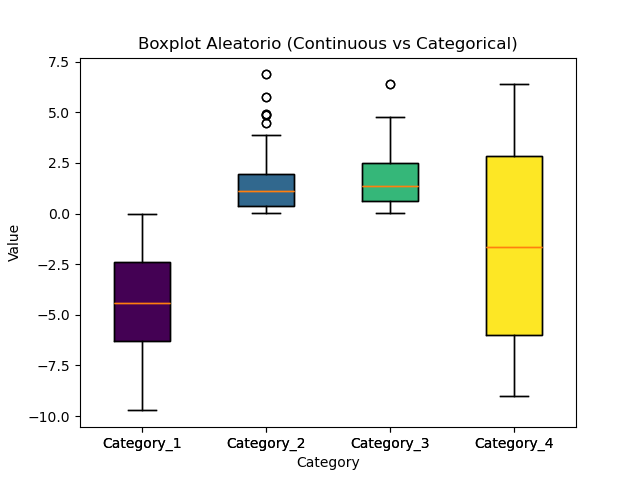 Boxplot Aleatorio (Continuous vs Categorical)
7.5
5.0
2.5
0.0
−2.5
−5.0
−7.5
−10.0
Value
Category_1 Category_2 Category_3 Category_4
Category